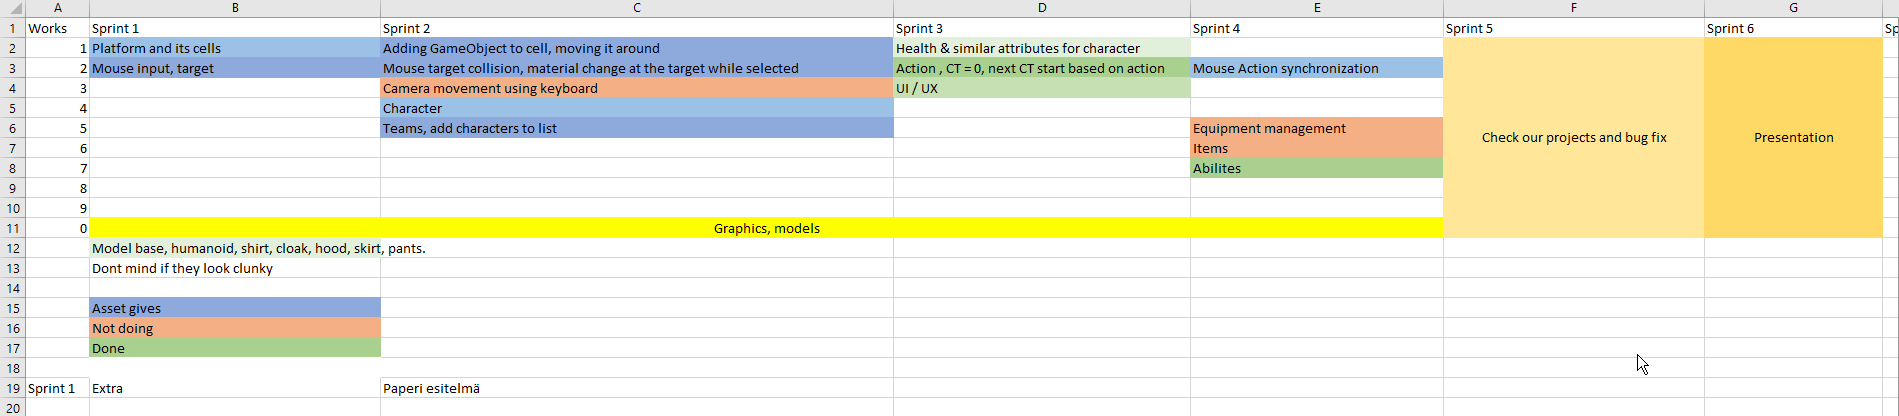 A B C D E F G
1 Works Sprint 1 Sprint 2 Sprint 3 Sprint 4 Sprint 5 Sprint 6 Sp
2 1 Platform and its cells Adding GameObject to cell, moving it around Health & similar attributes for character
3 2 Mouse input, target Mouse target collision, material change at the target while selected Action , CT = 0, next CT start based on action Mouse Action synchronization
4 3 Camera movement using keyboard UI / UX
5 4 Character
6 5 Teams, add characters to list Equipment management
Check our projects and bug fix Presentation
7 6 Items
8 7 Abilites
9 8
10 9
11 0 Graphics, models
12 Model base, humanoid, shirt, cloak, hood, skirt, pants.
13 Dont mind if they look clunky
14
15 Asset gives
16 Not doing
17 Done
18
19 Sprint 1 Extra Paperi esitelmä
20